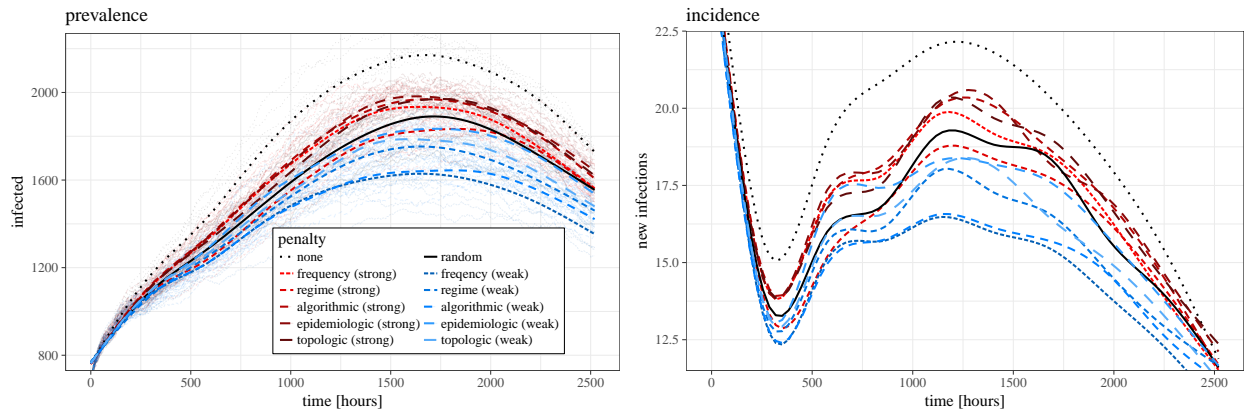 prevalence
infected
2000
1600
1200
800
penalty
none
random
frequency (strong)
freqency (weak)
regime (strong)
regime (weak)
algorithmic (strong)
algorithmic (weak)
epidemiologic (strong)
epidemiologic (weak)
topologic (strong)
topologic (weak)
0 500 1000 1500 2000 2500
time [hours]
incidence
new infections
22.5
20.0
17.5
15.0
12.5
0 500 1000 1500 2000 2500
time [hours]